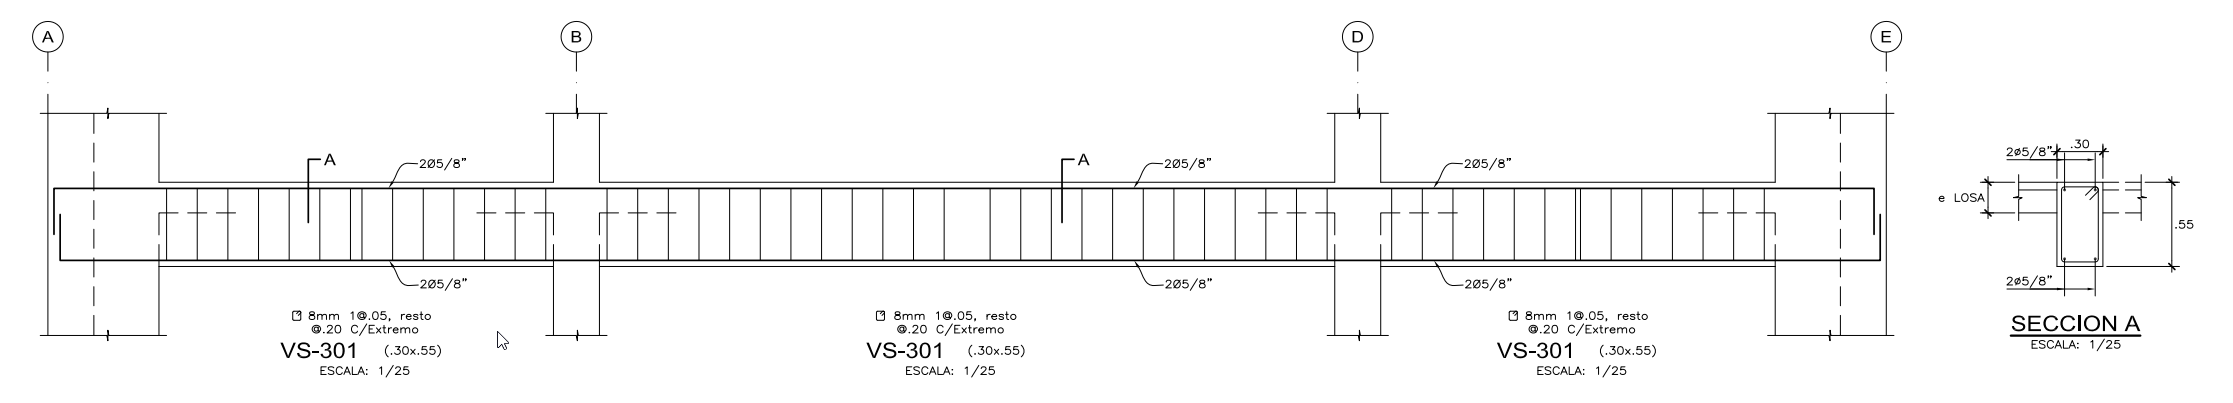 A
B
D
E
A
2Ø5/8”
A
2Ø5/8”
2Ø5/8”
2Ø5/8”
2Ø5/8”
2Ø5/8”
8mm 1@.05, resto
@.20 C/Extremo
VS-301 (.30x.55)
ESCALA: 1/25
8mm 1@.05, resto
@.20 C/Extremo
VS-301 (.30x.55)
ESCALA: 1/25
8mm 1@.05, resto
@.20 C/Extremo
VS-301 (.30x.55)
ESCALA: 1/25
.30
2ø5/8”
e LOSA
.55
2ø5/8”
SECCION A
ESCALA: 1/25